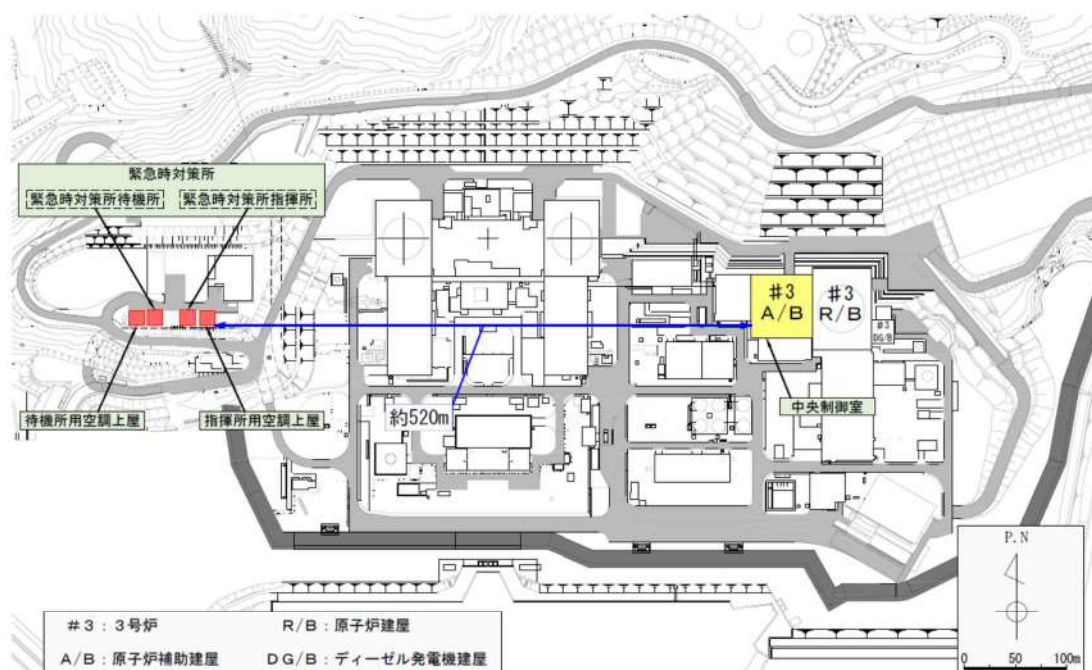 緊急時対策所
緊急時対策所待機所 緊急時対策所指揮所
#3
A/B
#3
R/B
#3
DG/B
待機所用空調上屋
指揮所用空調上屋
約520m
中央制御室
P.N
0 50 100m
#3:3号炉 R/B:原子炉建屋
A/B:原子炉補助建屋 DG/B:ディーゼル発電機建屋